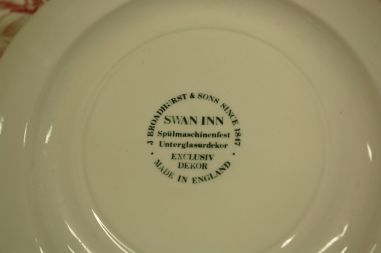 J BROADHURST & SONS SINCE 1847
SWAN INN
Spülmaschinenfest
Unterglasurdekor
EXCLUSIV
DEKOR
MADE IN ENGLAND